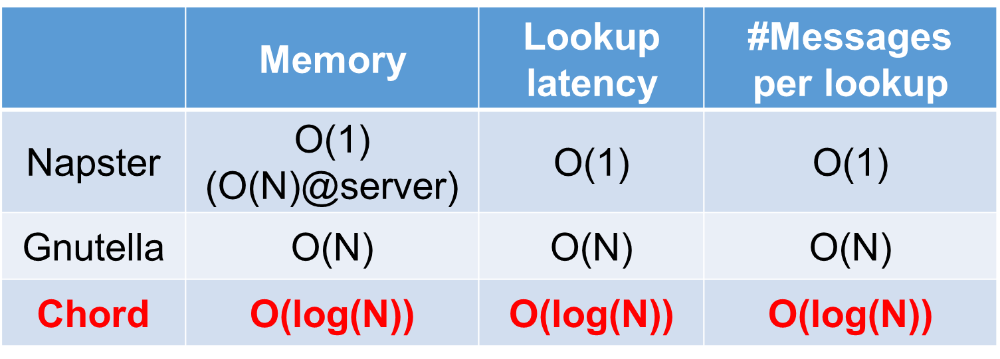 Memory
Lookup
latency
#Messages
per lookup
Napster
O(1)
(O(N)@server)
O(1)
O(1)
Gnutella
O(N)
O(N)
O(N)
Chord
O(log(N))
O(log(N))
O(log(N))